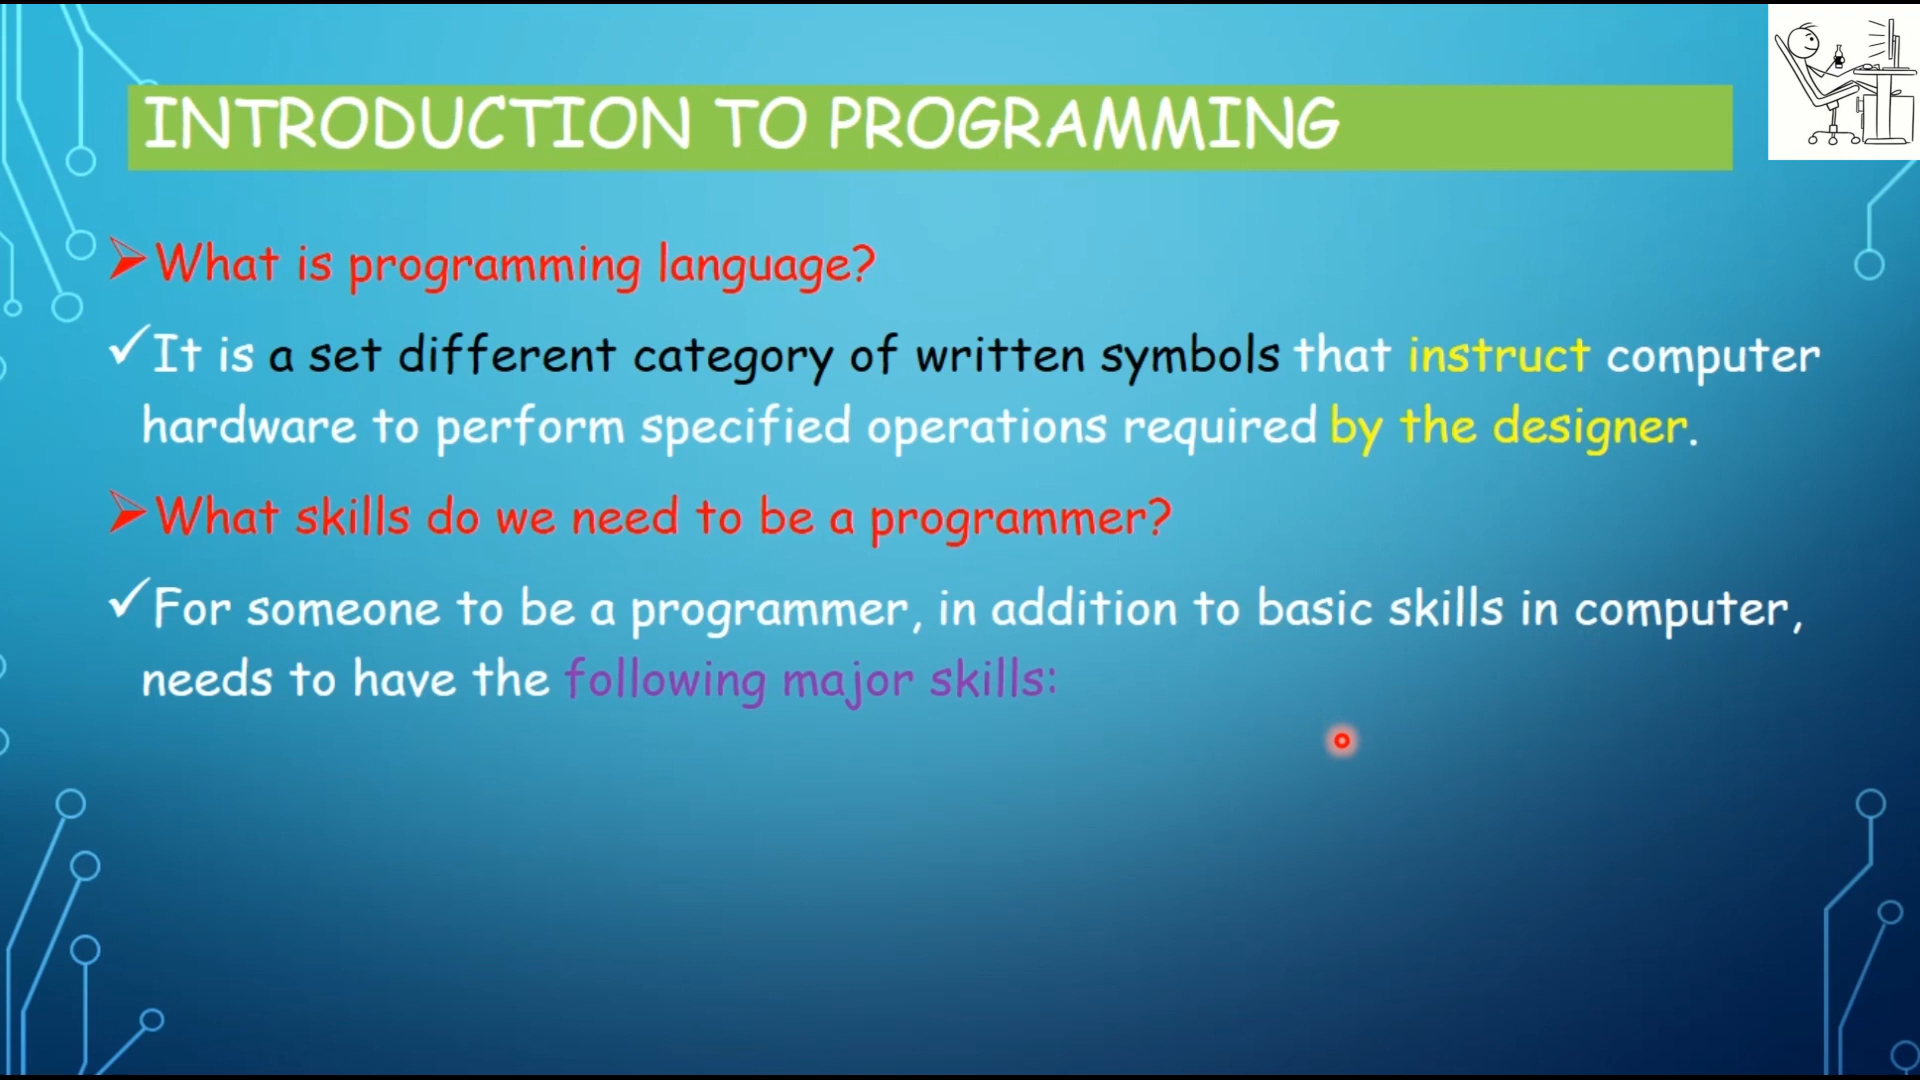 INTRODUCTION TO PROGRAMMING
What is programming language?
It is a set different category of written symbols that instruct computer
hardware to perform specified operations required by the designer.
What skills do we need to be a programmer?
For someone to be a programmer, in addition to basic skills in computer,
needs to have the following major skills: